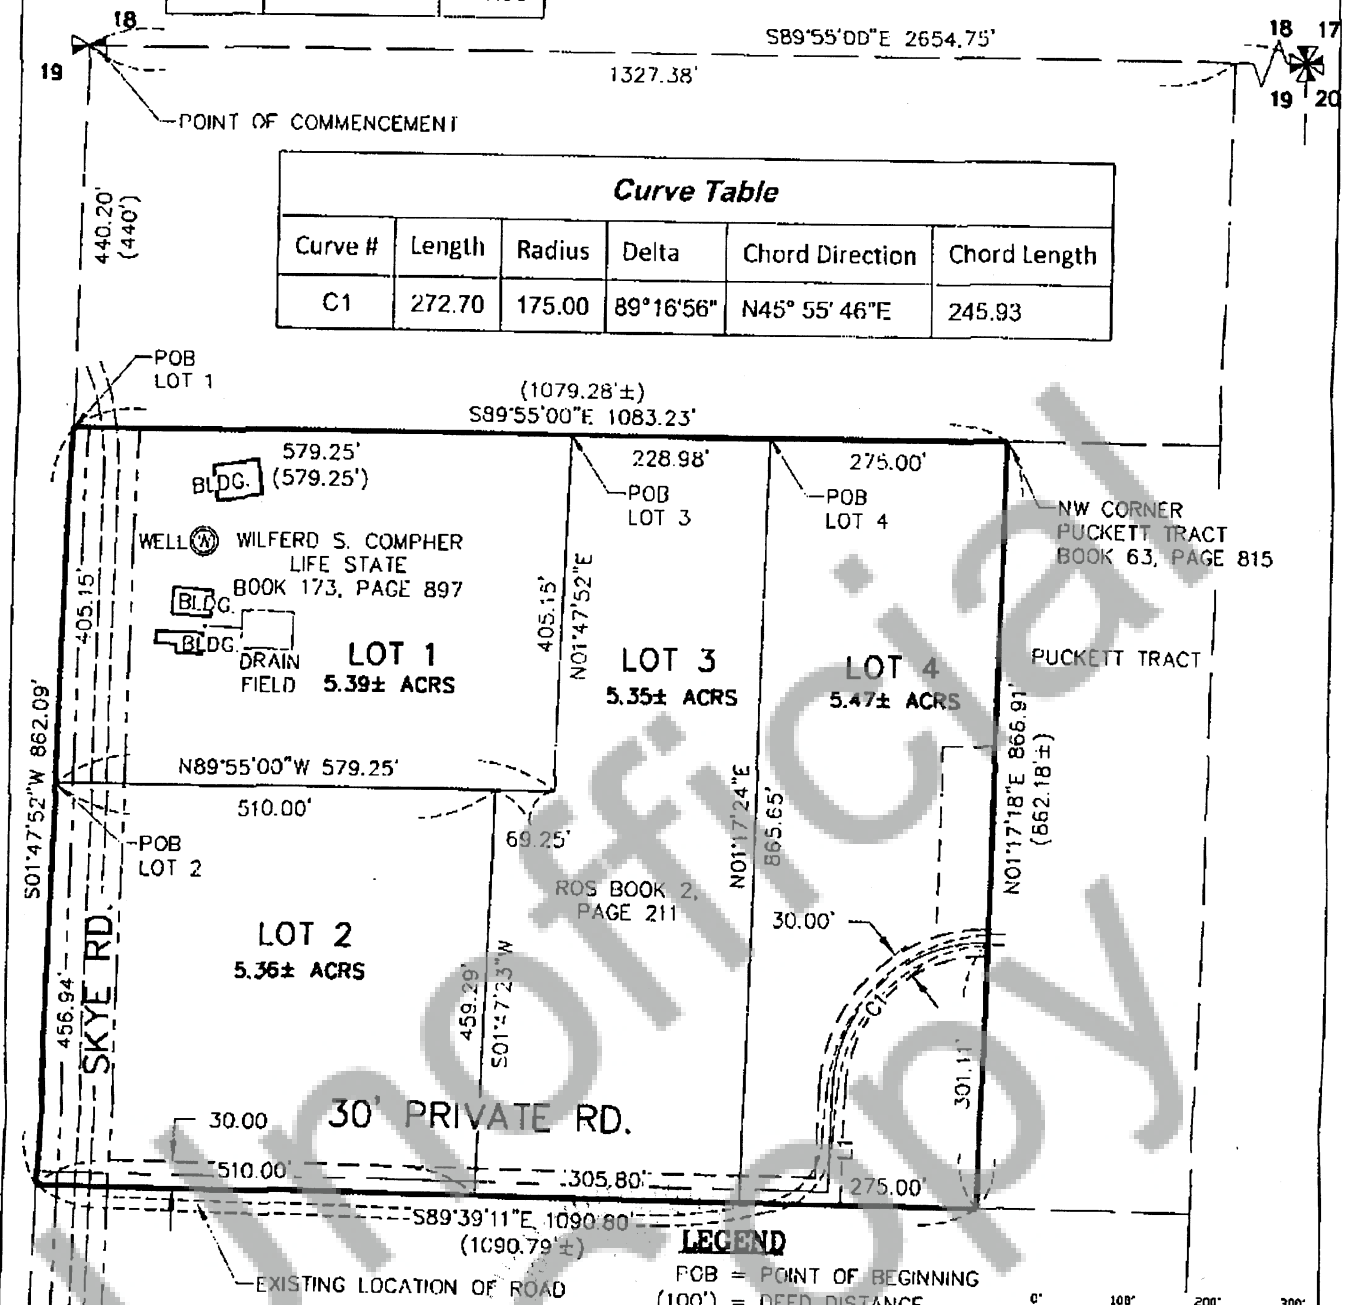 18
19
S89°55'00"E 2654.75'
1327.38'
18 17
19 20
POINT OF COMMENCEMENT
440.20'
(440')
Curve Table
Curve # Length Radius Delta Chord Direction Chord Length
C1 272.70 175.00 89°16'56" N45° 55' 46"E 245.93
POB
LOT 1
(1079.28'±)
S89°55'00"E 1083.23'
579.25'
(579.25')
228.98'
275.00'
BLDG.
POB
LOT 3
POB
LOT 4
NW CORNER
PUCKETT TRACT
BOOK 63, PAGE 815
WELL W
WILFERD S. COMPHER
LIFE STATE
BOOK 173, PAGE 897
BLDG.
BLDG.
DRAIN
FIELD
405.15'
LOT 1
5.39± ACRS
405.15'
N01°47'52"E
LOT 3
5.35± ACRS
LOT 4
5.47± ACRS
PUCKETT TRACT
S01°47'52"W 862.09'
N89°55'00"W 579.25'
510.00'
69.25'
POB
LOT 2
N01°17'24"E
865.65'
N01°17'18"E 866.91'
(862.18'±)
ROS BOOK 2,
PAGE 211
30.00'
LOT 2
5.36± ACRS
456.94'
SKYE RD.
459.29'
S01°47'23"W
C1
301.11'
30.00
30' PRIVATE RD.
L1
510.00'
305.80'
275.00'
S89°39'11"E 1090.80'
(1090.79'±)
EXISTING LOCATION OF ROAD
LEGEND
POB = POINT OF BEGINNING
(100') = DEED DISTANCE
0' 100' 200' 300'
Unofficial
Copy